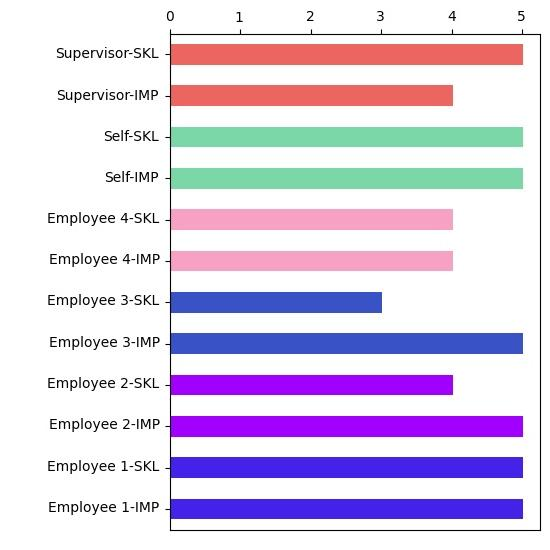 0 1 2 3 4 5
Supervisor-SKL
Supervisor-IMP
Self-SKL
Self-IMP
Employee 4-SKL
Employee 4-IMP
Employee 3-SKL
Employee 3-IMP
Employee 2-SKL
Employee 2-IMP
Employee 1-SKL
Employee 1-IMP